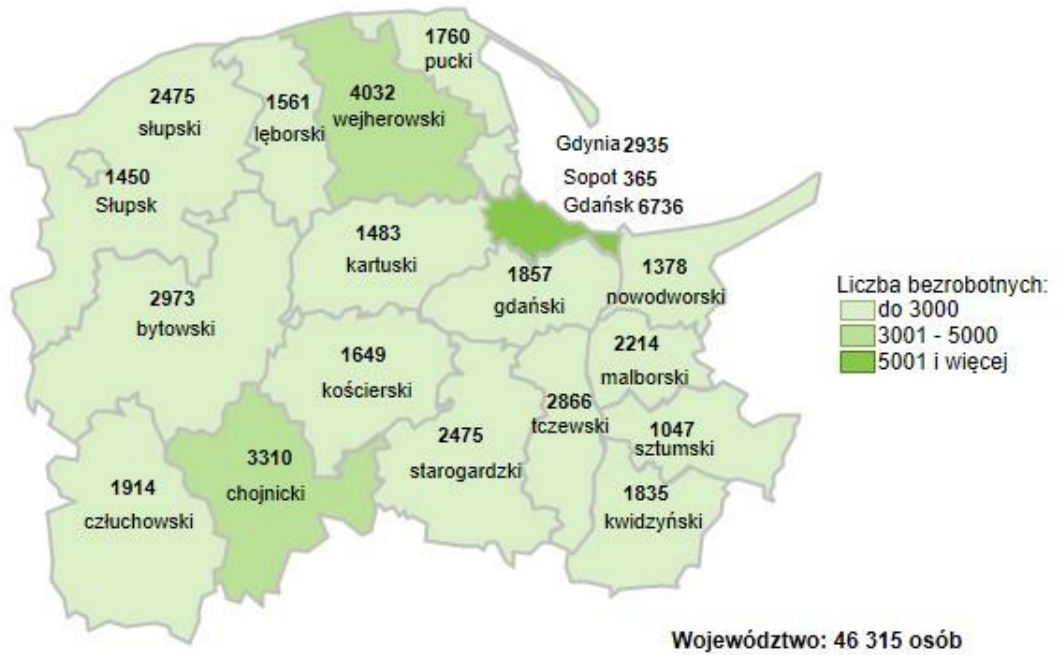 1760
pucki
2475
słupski
1561
lęborski
4032
wejherowski
Gdynia 2935
Sopot 365
Gdańsk 6736
1450
Słupsk
1483
kartuski
1857
gdański
1378
nowodworski
Liczba bezrobotnych:
do 3000
3001 - 5000
5001 i więcej
2973
bytowski
1649
kościerski
2214
malborski
2866
tczewski
2475
starogardzki
1047
sztumski
3310
chojnicki
1914
człuchowski
1835
kwidzyński
Województwo: 46 315 osób